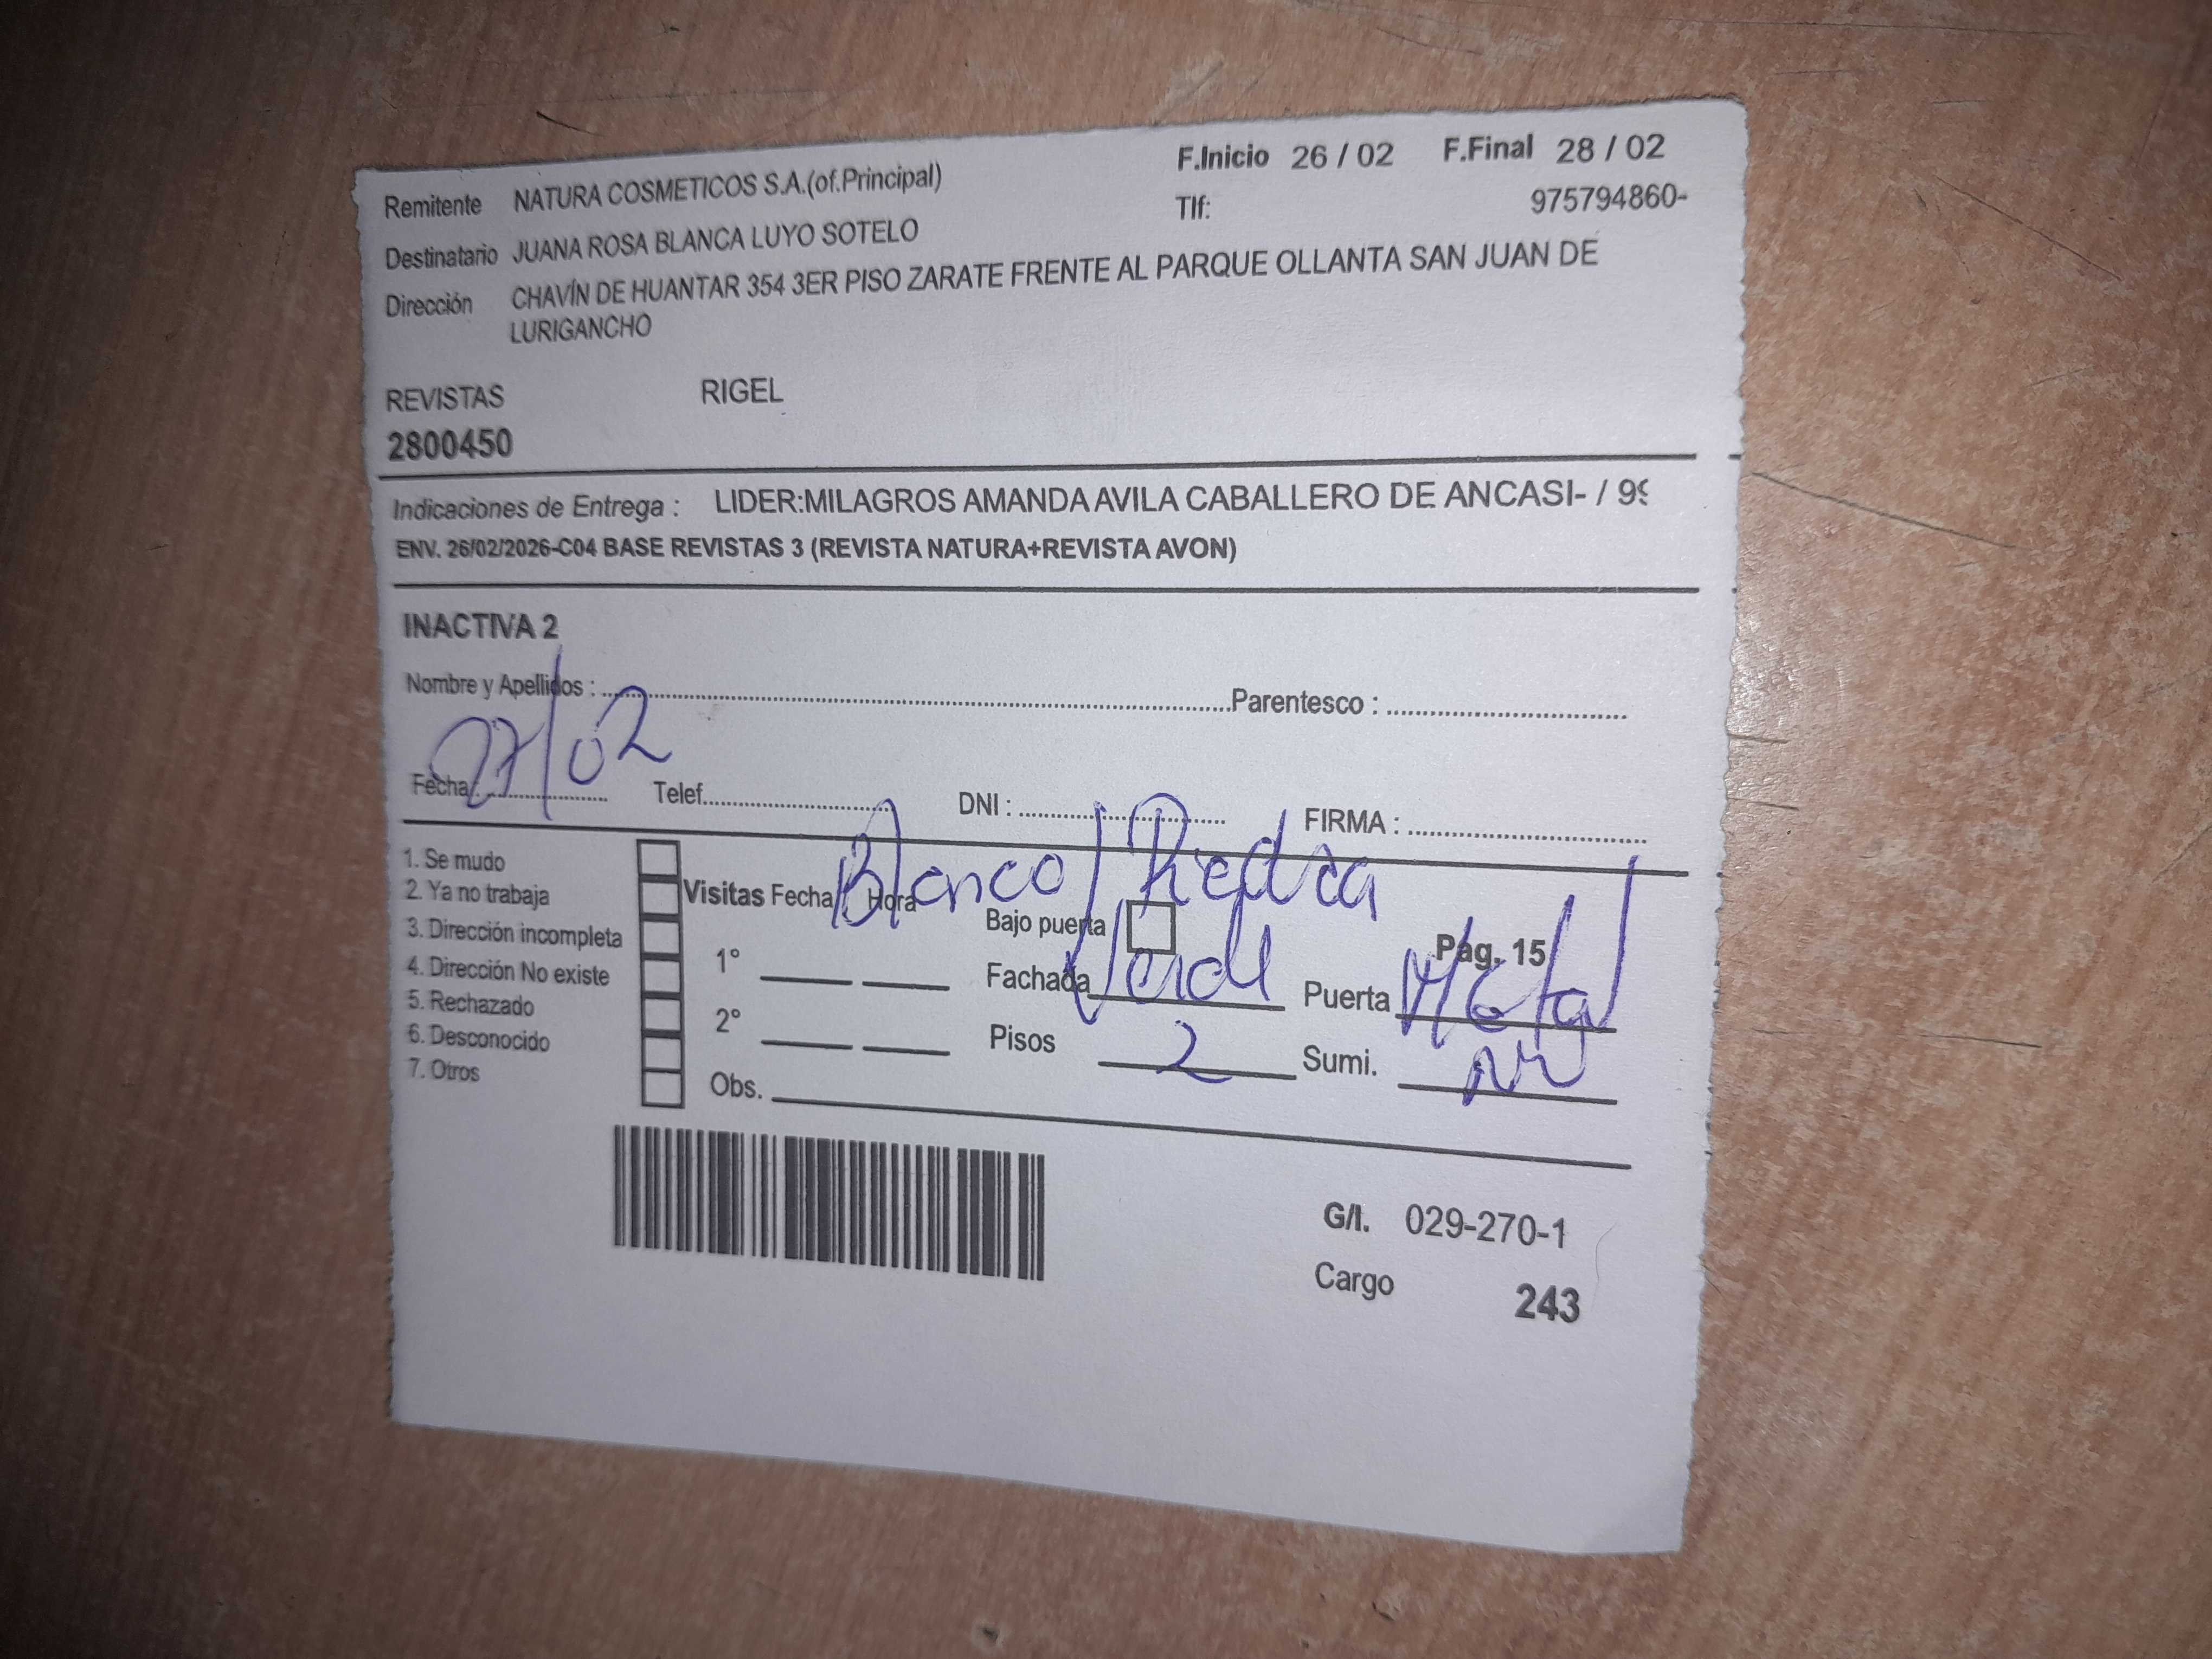 Remitente NATURA COSMETICOS S.A.(of.Principal) F.Inicio 26 / 02 F.Final 28 / 02
Destinatario JUANA ROSA BLANCA LUYO SOTELO Tlf: 975794860-
Dirección CHAVÍN DE HUANTAR 354 3ER PISO ZARATE FRENTE AL PARQUE OLLANTA SAN JUAN DE
LURIGANCHO
REVISTAS RIGEL
2800450
Indicaciones de Entrega : LIDER:MILAGROS AMANDA AVILA CABALLERO DE ANCASI- / 99
ENV. 26/02/2026-C04 BASE REVISTAS 3 (REVISTA NATURA+REVISTA AVON)
INACTIVA 2
Nombre y Apellidos : Parentesco :
Fecha: 27/02 Telef. DNI : FIRMA :
1. Se mudo
2. Ya no trabaja
3. Dirección incompleta
4. Dirección No existe
5. Rechazado
6. Desconocido
7. Otros
Visitas Fecha / Hora
1°
2°
Obs.
Blanco / Piedra
Bajo puerta
Pag. 15
Fachada Verde Puerta Metal
Pisos 2 Sumi.
G/I. 029-270-1
Cargo 243